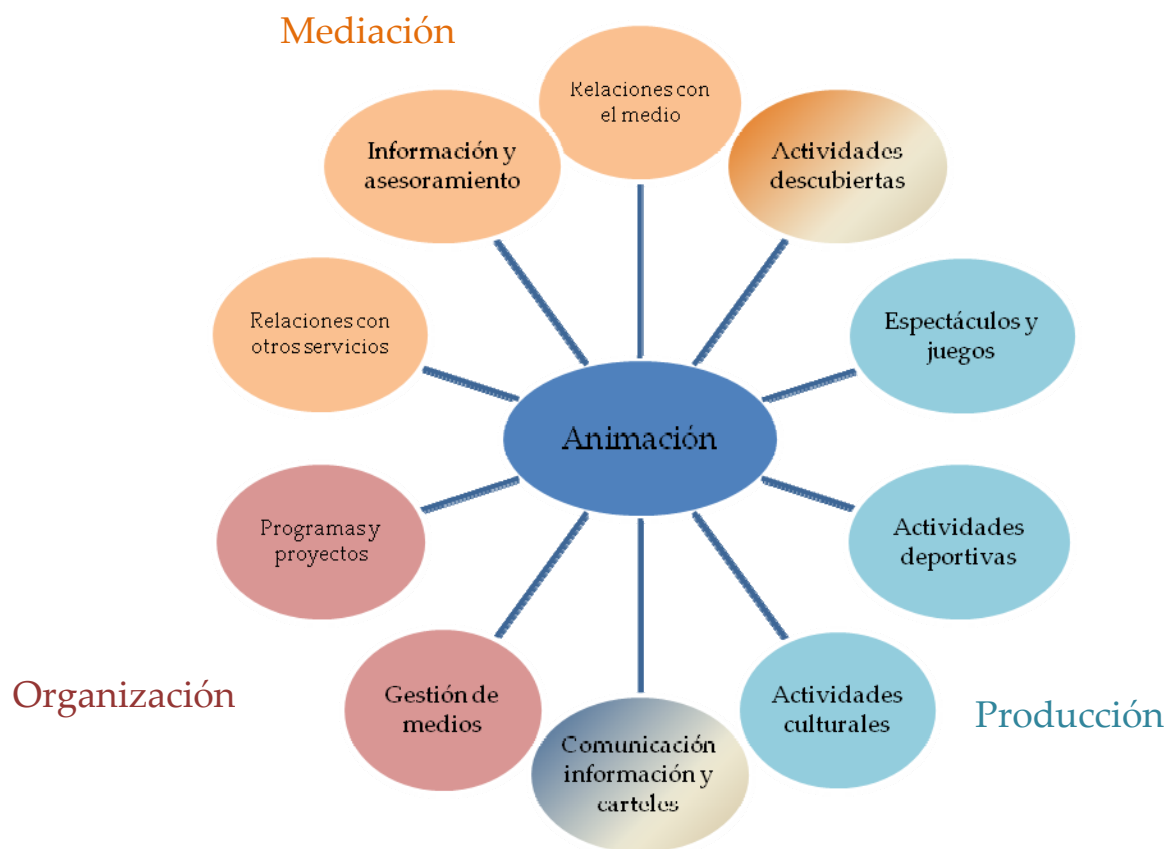 Mediación
Relaciones con
el medio
Información y
asesoramiento
Actividades
descubiertas
Relaciones con
otros servicios
Espectáculos y
juegos
Animación
Programas y
proyectos
Actividades
deportivas
Organización
Gestión de
medios
Comunicación
información y
carteles
Actividades
culturales
Producción